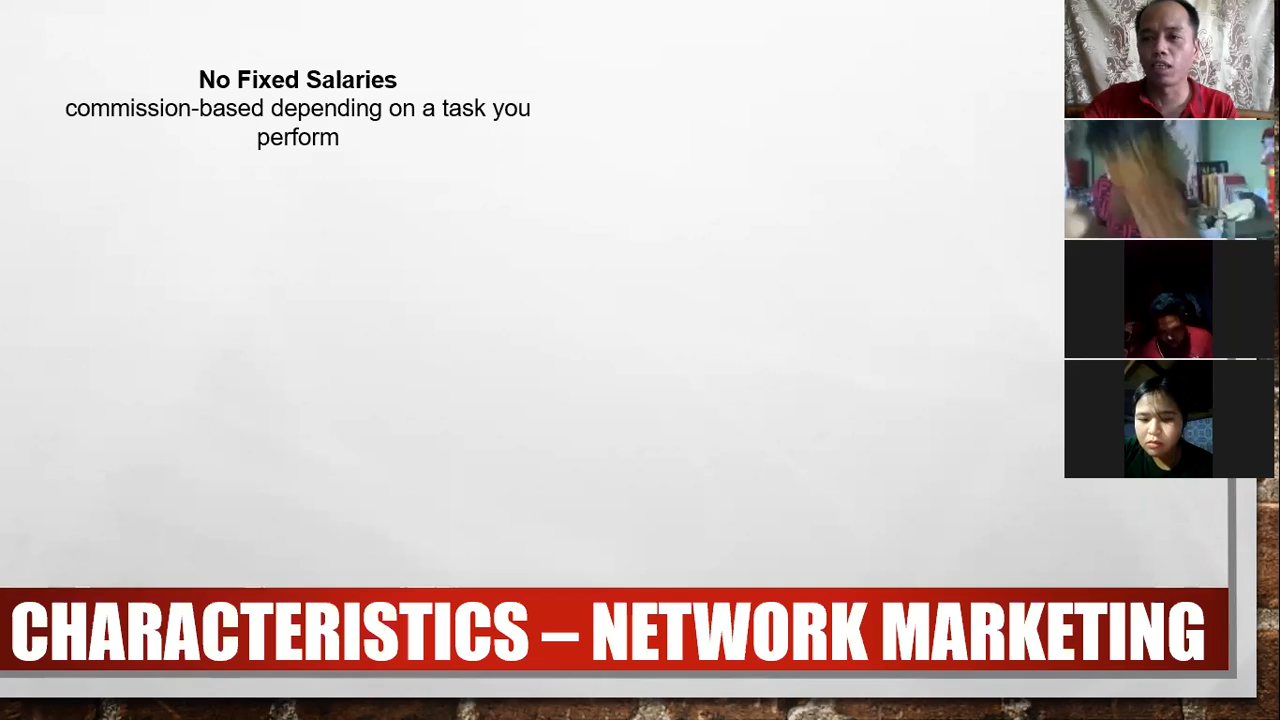 No Fixed Salaries
commission-based depending on a task you
perform
CHARACTERISTICS – NETWORK MARKETING